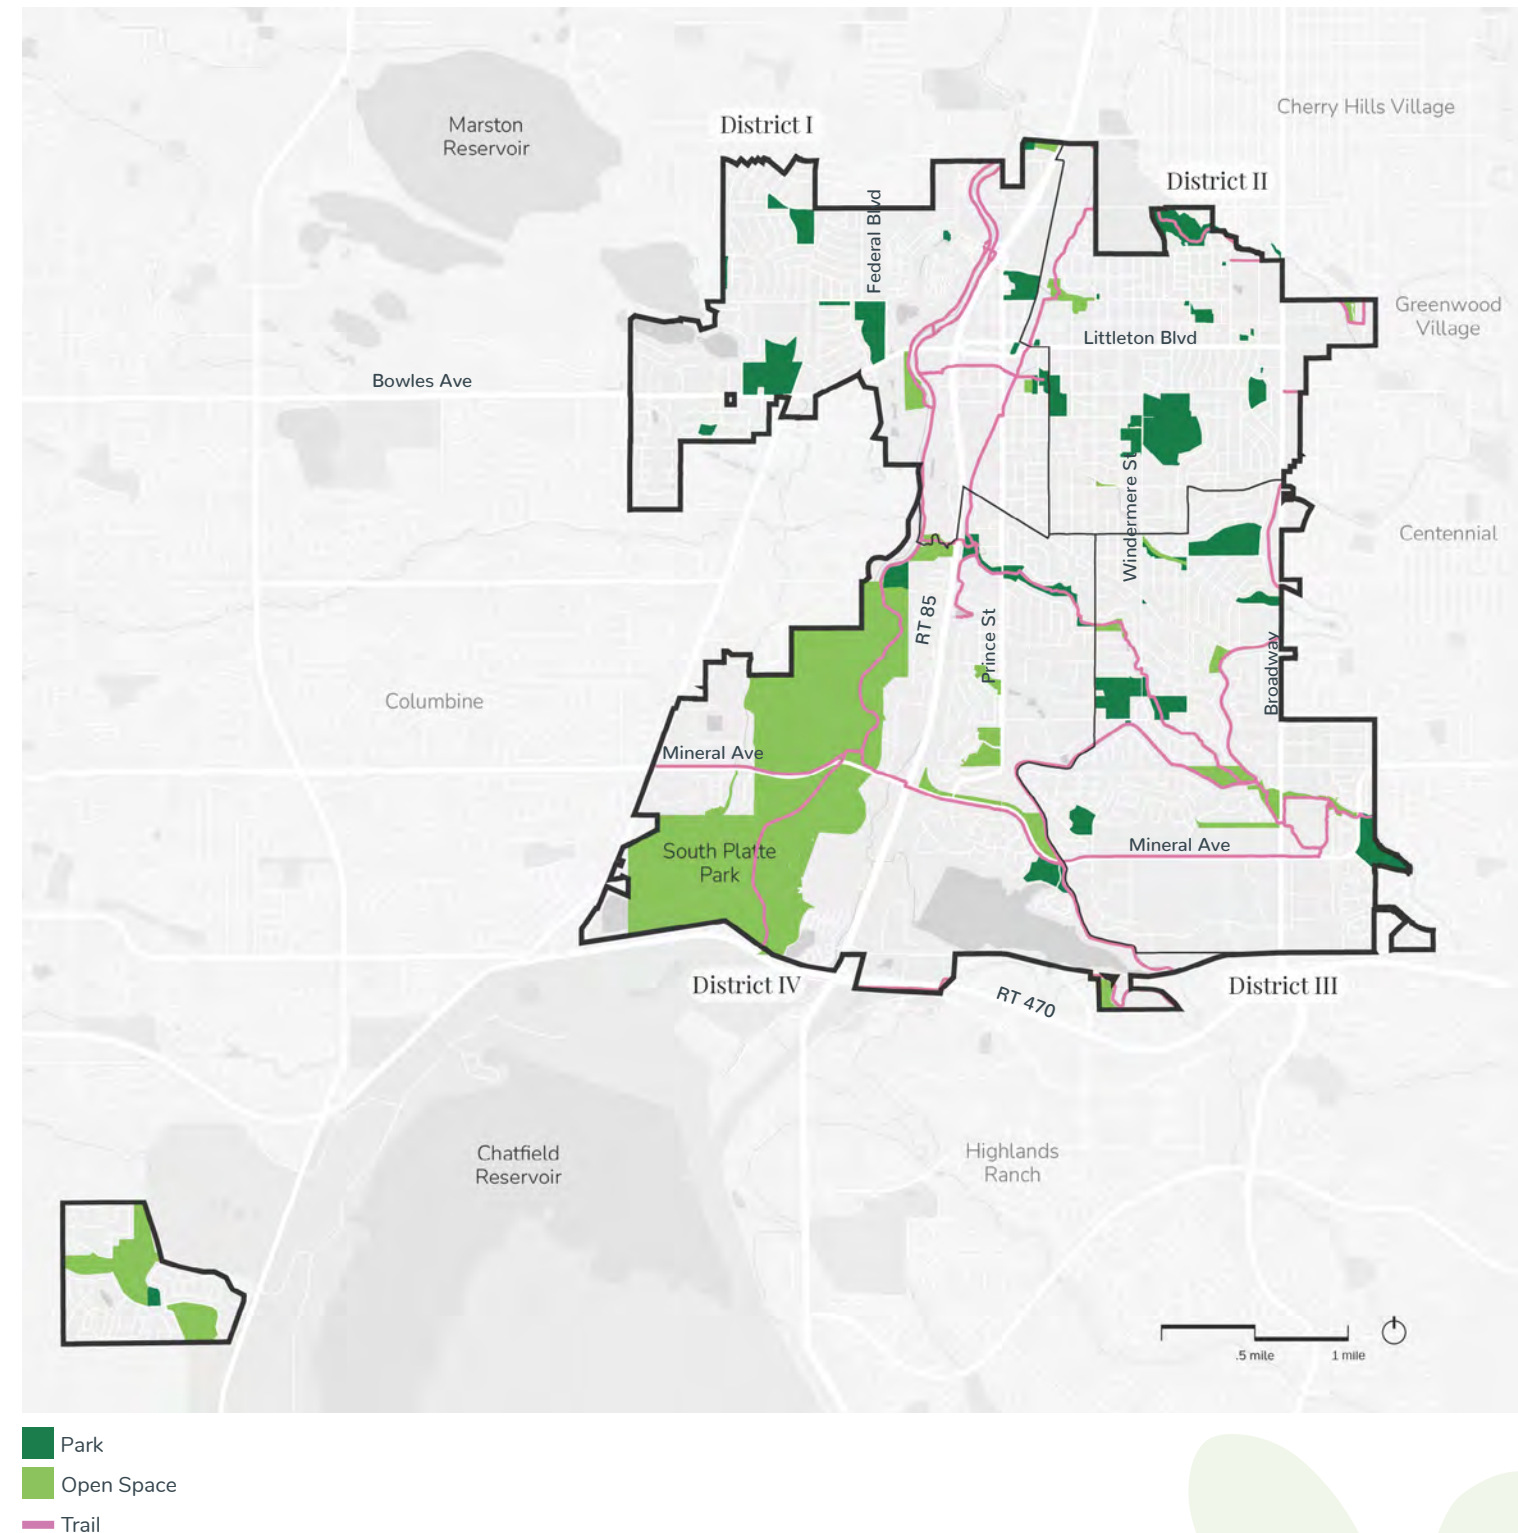 Cherry Hills Village
District I
Marston
Reservoir
District II
Federal Blvd
Greenwood
Village
Littleton Blvd
Bowles Ave
Windermere St
Centennial
RT 85
Prince St
Broadway
Columbine
Mineral Ave
South Platte
Park
Mineral Ave
District IV
RT 470
District III
Chatfield
Reservoir
Highlands
Ranch
.5 mile
1 mile
Park
Open Space
Trail